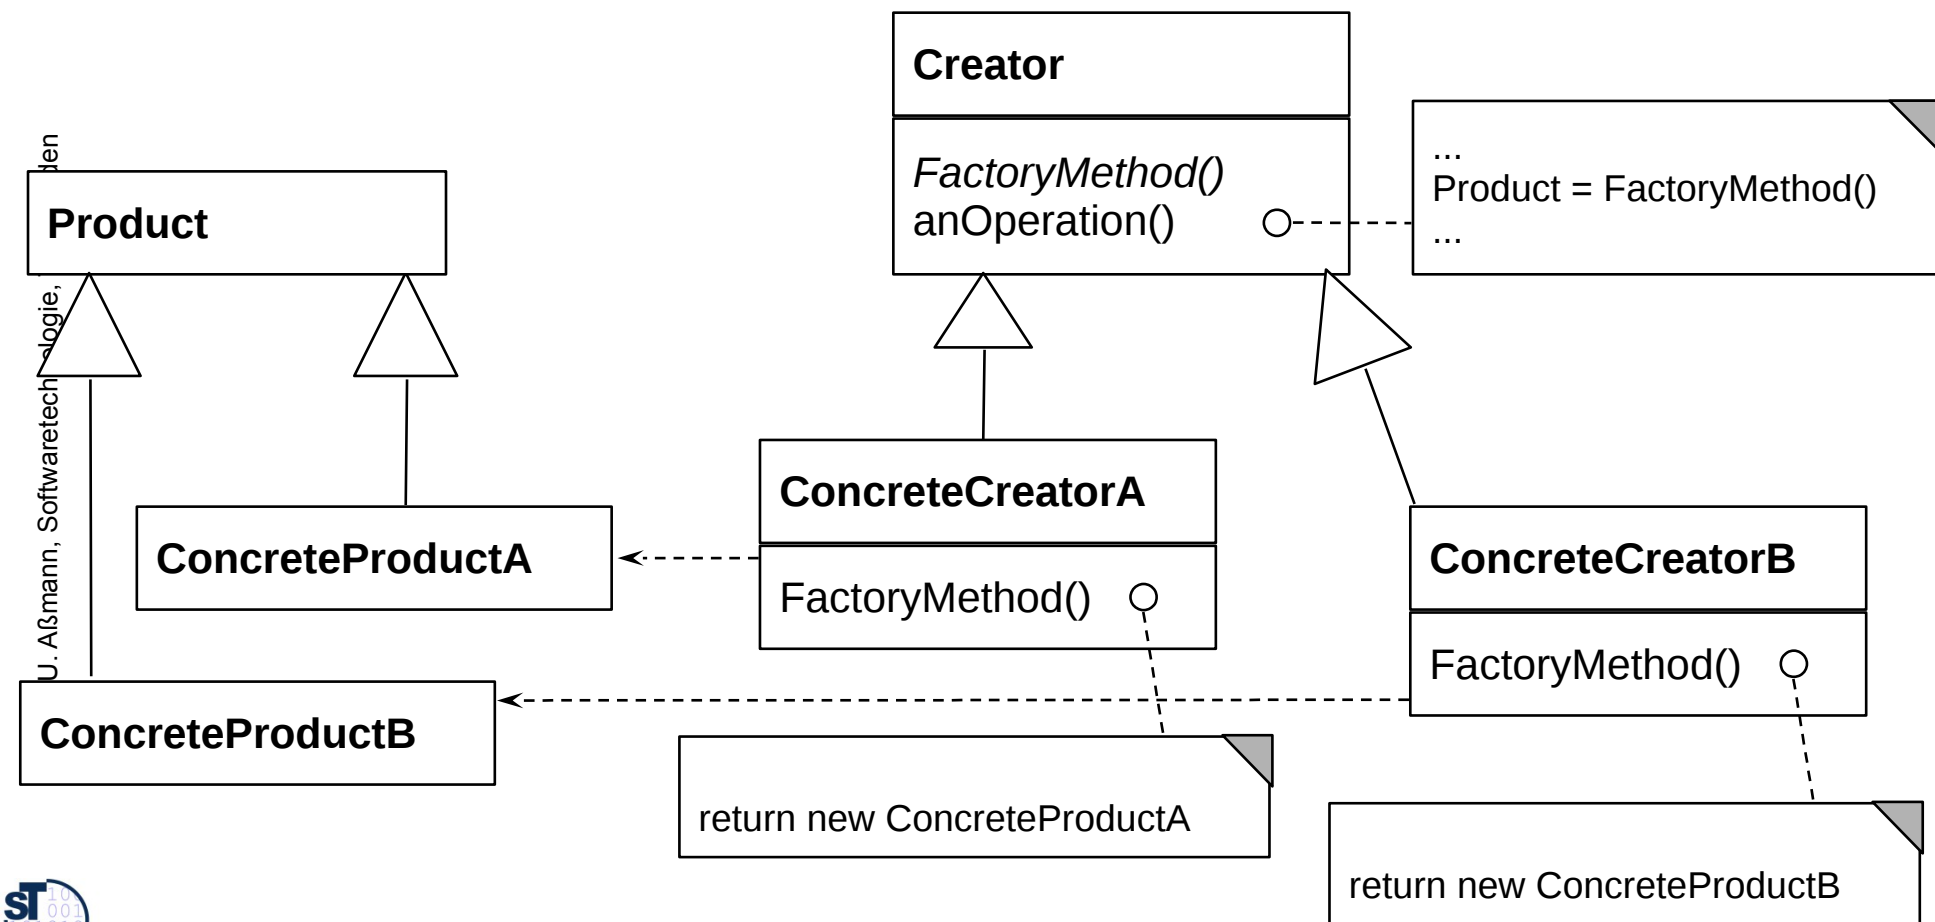 Creator
FactoryMethod()
anOperation()
...
Product = FactoryMethod()
...
Product
ConcreteCreatorA
FactoryMethod()
ConcreteProductA
ConcreteCreatorB
FactoryMethod()
ConcreteProductB
return new ConcreteProductA
return new ConcreteProductB
U. Aßmann,
ST